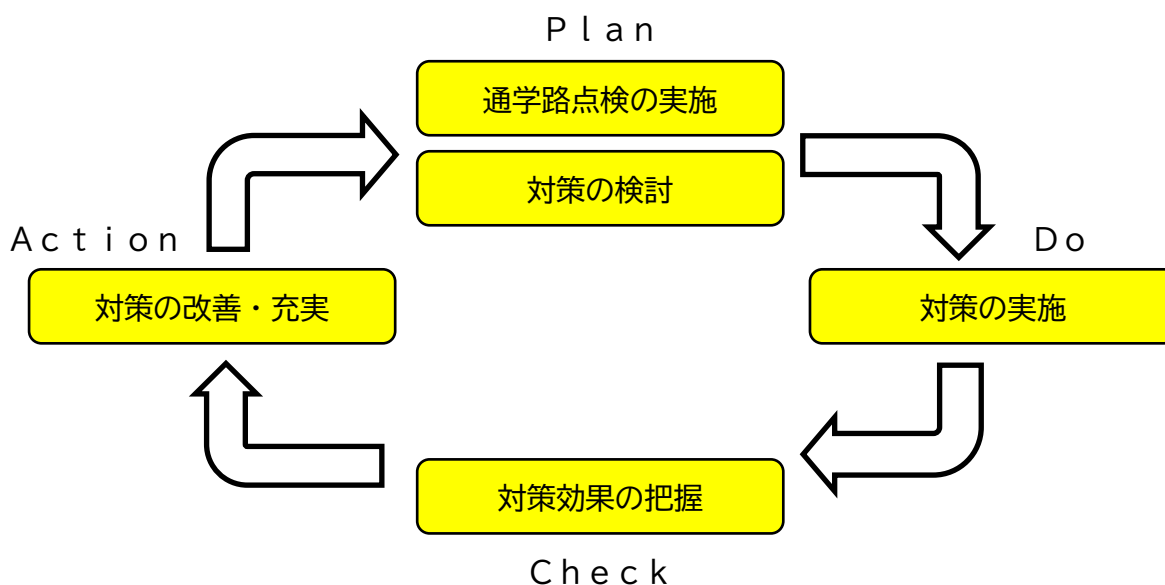 Ｐｌａｎ
通学路点検の実施
対策の検討
Ａｃｔｉｏｎ
Ｄｏ
対策の改善・充実
対策の実施
対策効果の把握
Ｃｈｅｃｋ